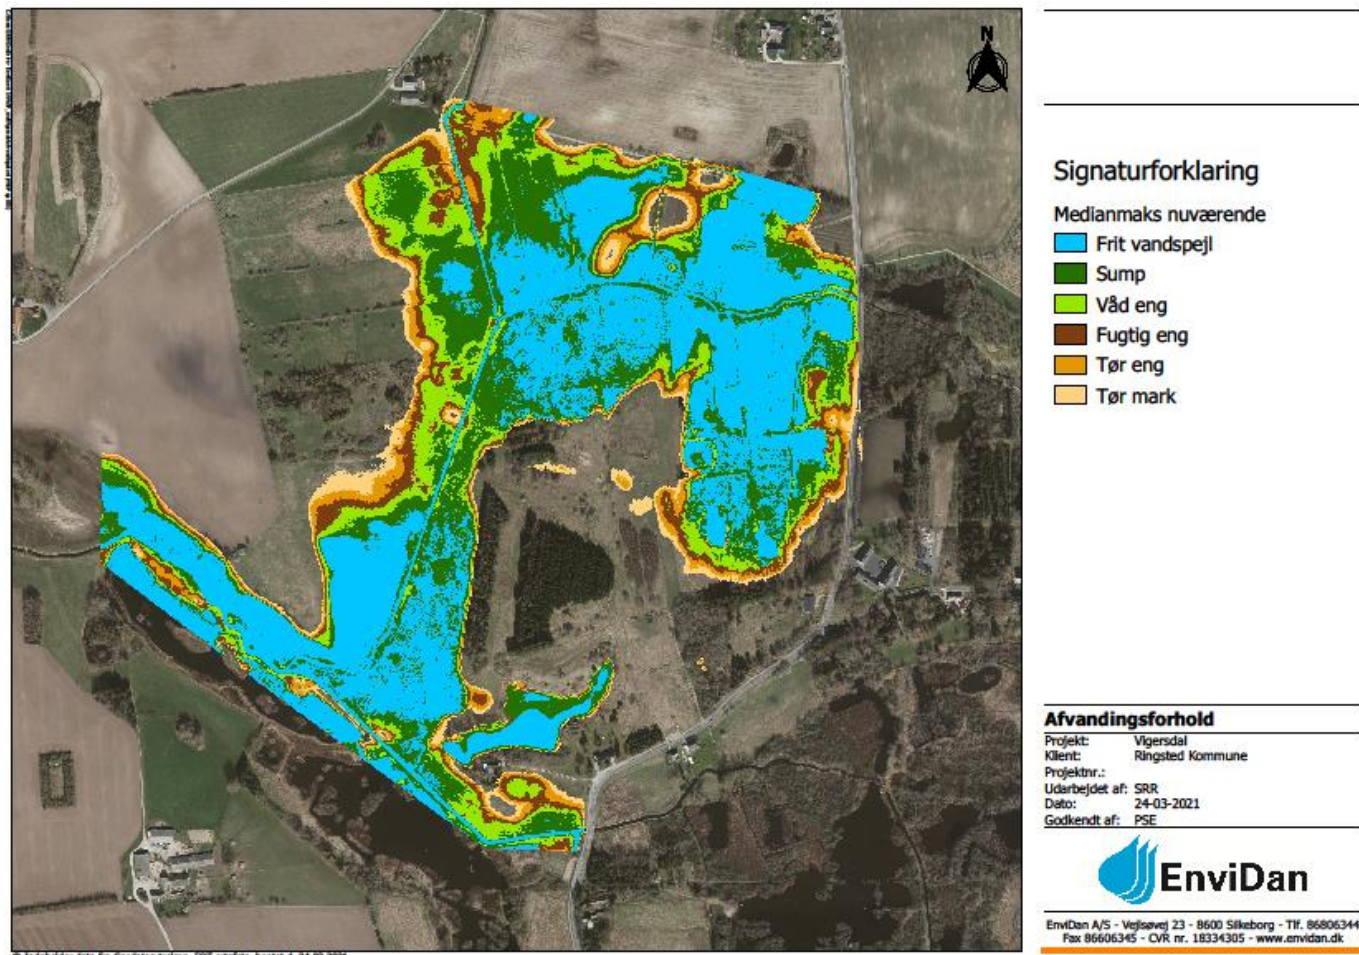 N
Signaturforklaring
Medianmaks nuværende
Frit vandspejl
Sump
Våd eng
Fugtig eng
Tør eng
Tør mark
Afvandingsforhold
Projekt: Vigersdal
Klient: Ringsted Kommune
Projektnr.:
Udarbejdet af: SRR
Dato: 24-03-2021
Godkendt af: PSE
EnviDan
EnviDan A/S - Vejlsøvej 23 - 8600 Silkeborg - Tlf. 86806344
Fax 86806345 - CVR nr. 18334305 - www.envidan.dk